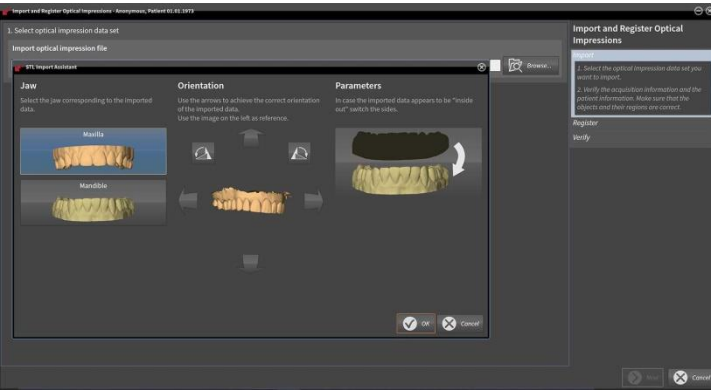 Import and Register Optical Impressions - Anonymous, Patient 01.01.1973
1. Select optical impression data set
Import optical impression file
Browse...
STL Import Assistant
Jaw
Select the jaw corresponding to the imported
data.
Maxilla
Mandible
Orientation
Use the arrows to achieve the correct orientation
of the imported data.
Use the image on the left as reference.
Parameters
In case the imported data appears to be "inside
out" switch the sides.
OK
Cancel
Import and Register Optical
Impressions
Import
1. Select the optical impression data set you
want to import.
2. Verify the acquisition information and the
patient information. Make sure that the
objects and their regions are correct.
Register
Verify
Next
Cancel